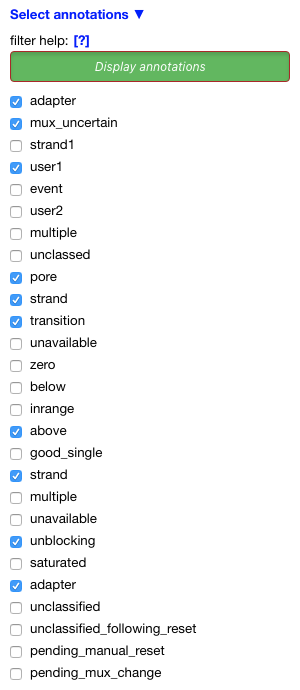 Select annotations ▼
filter help: [?]
Display annotations
adapter
mux_uncertain
strand1
user1
event
user2
multiple
unclassed
pore
strand
transition
unavailable
zero
below
inrange
above
good_single
strand
multiple
unavailable
unblocking
saturated
adapter
unclassified
unclassified_following_reset
pending_manual_reset
pending_mux_change